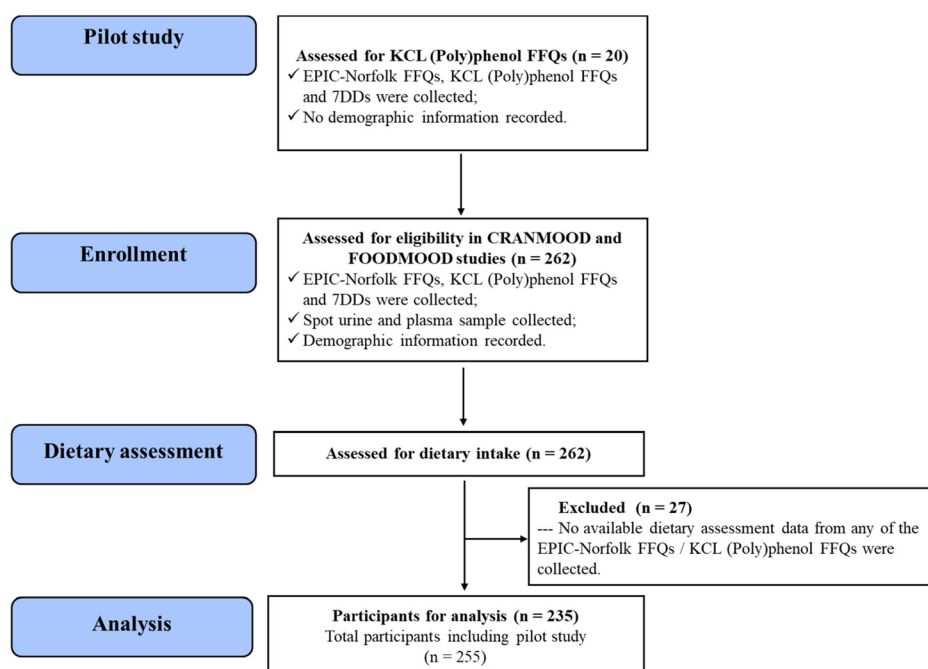 Pilot study
Assessed for KCL (Poly)phenol FFQs (n = 20)
✓ EPIC-Norfolk FFQs, KCL (Poly)phenol FFQs
and 7DDs were collected;
✓ No demographic information recorded.
Enrollment
Assessed for eligibility in CRANMOOD and
FOODMOOD studies (n = 262)
✓ EPIC-Norfolk FFQs, KCL (Poly)phenol FFQs
and 7DDs were collected;
✓ Spot urine and plasma sample collected;
✓ Demographic information recorded.
Dietary assessment
Assessed for dietary intake (n = 262)
Excluded (n = 27)
--- No available dietary assessment data from any of the
EPIC-Norfolk FFQs / KCL (Poly)phenol FFQs were
collected.
Analysis
Participants for analysis (n = 235)
Total participants including pilot study
(n = 255)